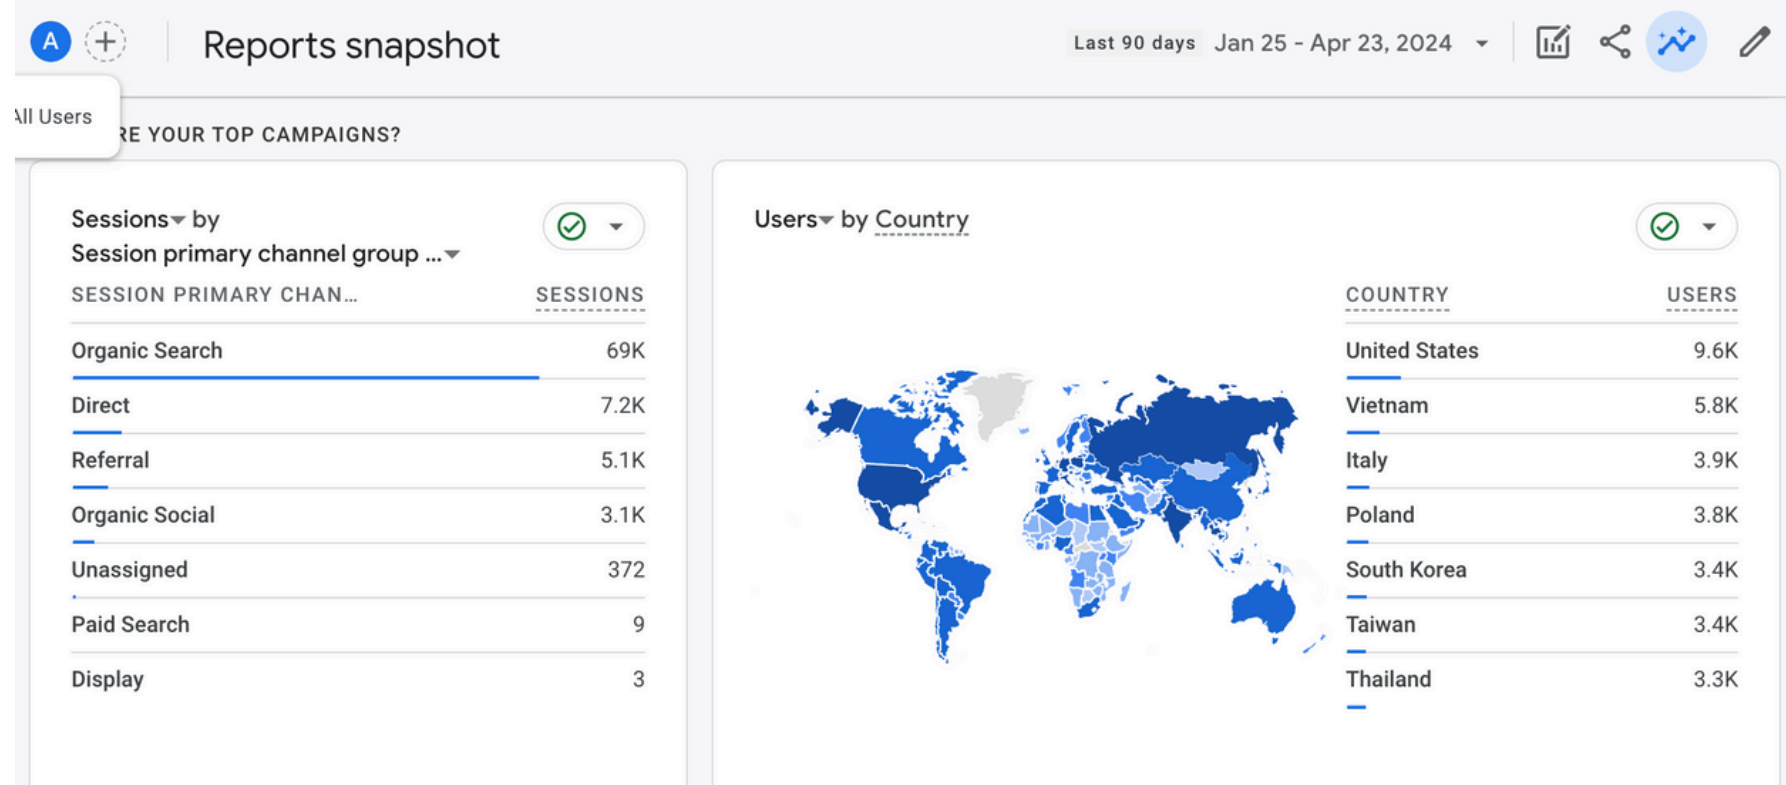 A
Reports snapshot
Last 90 days Jan 25 - Apr 23, 2024
All Users
RE YOUR TOP CAMPAIGNS?
Sessions by
Session primary channel group ...
SESSION PRIMARY CHAN... SESSIONS
Organic Search 69K
Direct 7.2K
Referral 5.1K
Organic Social 3.1K
Unassigned 372
Paid Search 9
Display 3
Users by Country
COUNTRY USERS
United States 9.6K
Vietnam 5.8K
Italy 3.9K
Poland 3.8K
South Korea 3.4K
Taiwan 3.4K
Thailand 3.3K